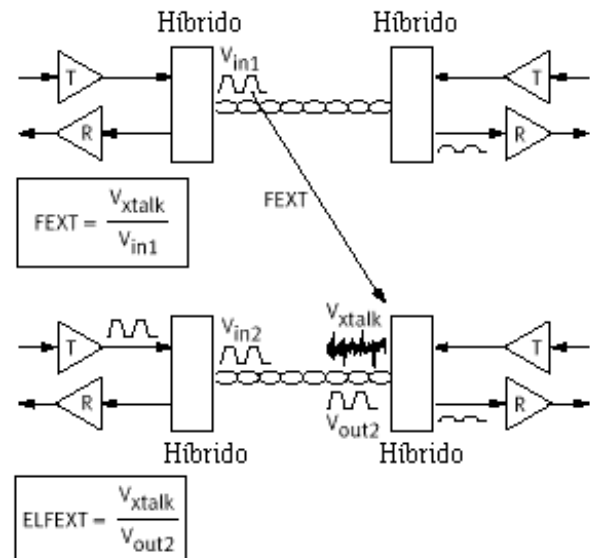 Híbrido Híbrido
V in1
T T
R R
FEXT
FEXT = V xtalk / V in1
V xtalk
T V in2 T
R R
V out2
Híbrido Híbrido
ELFEXT = V xtalk / V out2